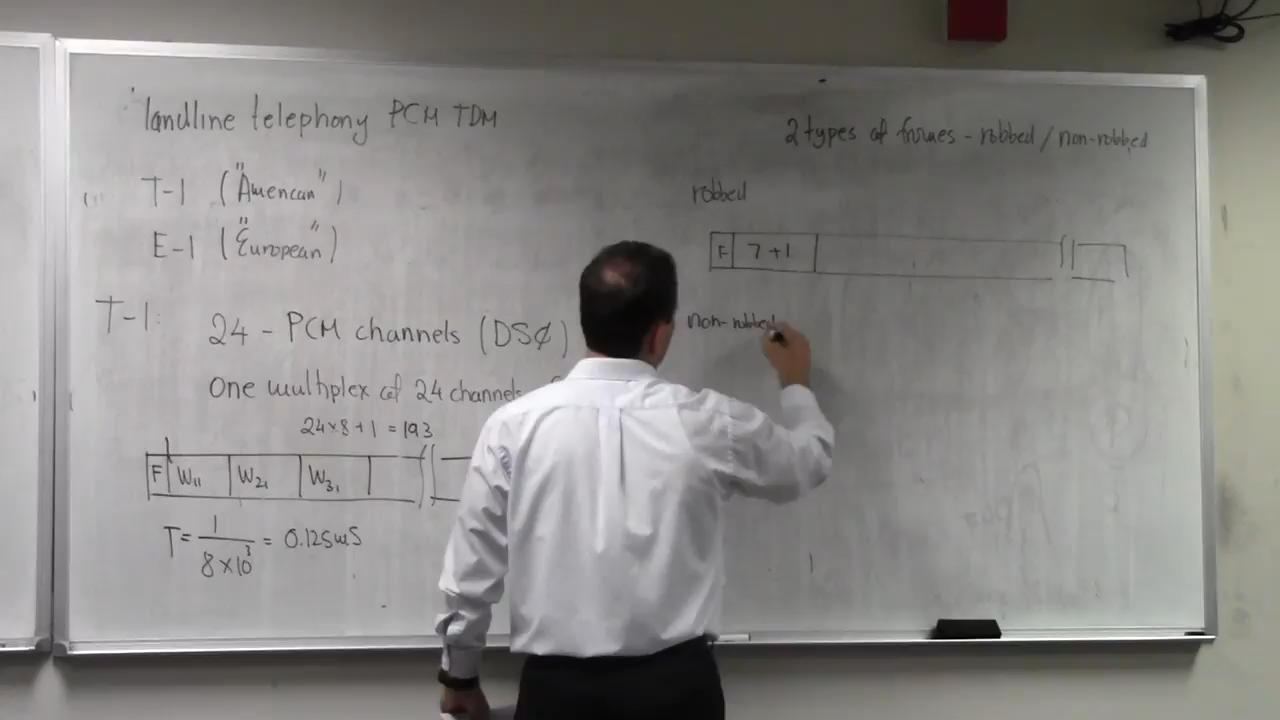 landline telephony PCM TDM
T-1 ("American")
E-1 ("European")
T-1:
24 - PCM channels (DSØ)
One multiplex of 24 channels
24×8+1 = 193
F W₁₁ W₂₁ W₃₁
T = 1 / 8×10³ = 0.125mS
2 types of frames - robbed / non-robbed
robbed
F 7+1
non-robbed